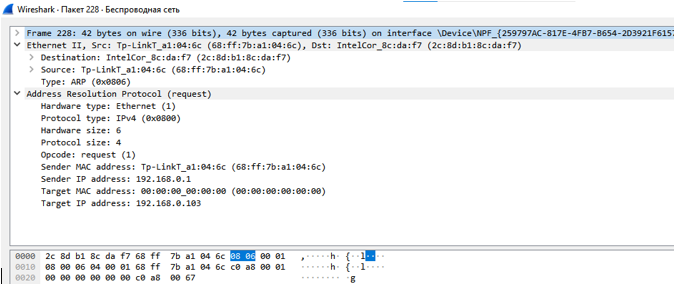 Wireshark · Пакет 228 · Беспроводная сеть
Frame 228: 42 bytes on wire (336 bits), 42 bytes captured (336 bits) on interface \Device\NPF_{259797AC-817E-4FB7-B654-2D3921F6157
Ethernet II, Src: Tp-LinkT_a1:04:6c (68:ff:7b:a1:04:6c), Dst: IntelCor_8c:da:f7 (2c:8d:b1:8c:da:f7)
Destination: IntelCor_8c:da:f7 (2c:8d:b1:8c:da:f7)
Source: Tp-LinkT_a1:04:6c (68:ff:7b:a1:04:6c)
Type: ARP (0x0806)
Address Resolution Protocol (request)
Hardware type: Ethernet (1)
Protocol type: IPv4 (0x0800)
Hardware size: 6
Protocol size: 4
Opcode: request (1)
Sender MAC address: Tp-LinkT_a1:04:6c (68:ff:7b:a1:04:6c)
Sender IP address: 192.168.0.1
Target MAC address: 00:00:00_00:00:00 (00:00:00:00:00:00)
Target IP address: 192.168.0.103
0000 2c 8d b1 8c da f7 68 ff 7b a1 04 6c 08 06 00 01 ,·····h· {··l····
0010 08 00 06 04 00 01 68 ff 7b a1 04 6c c0 a8 00 01 ······h· {··l····
0020 00 00 00 00 00 00 c0 a8 00 67 ········ ·g